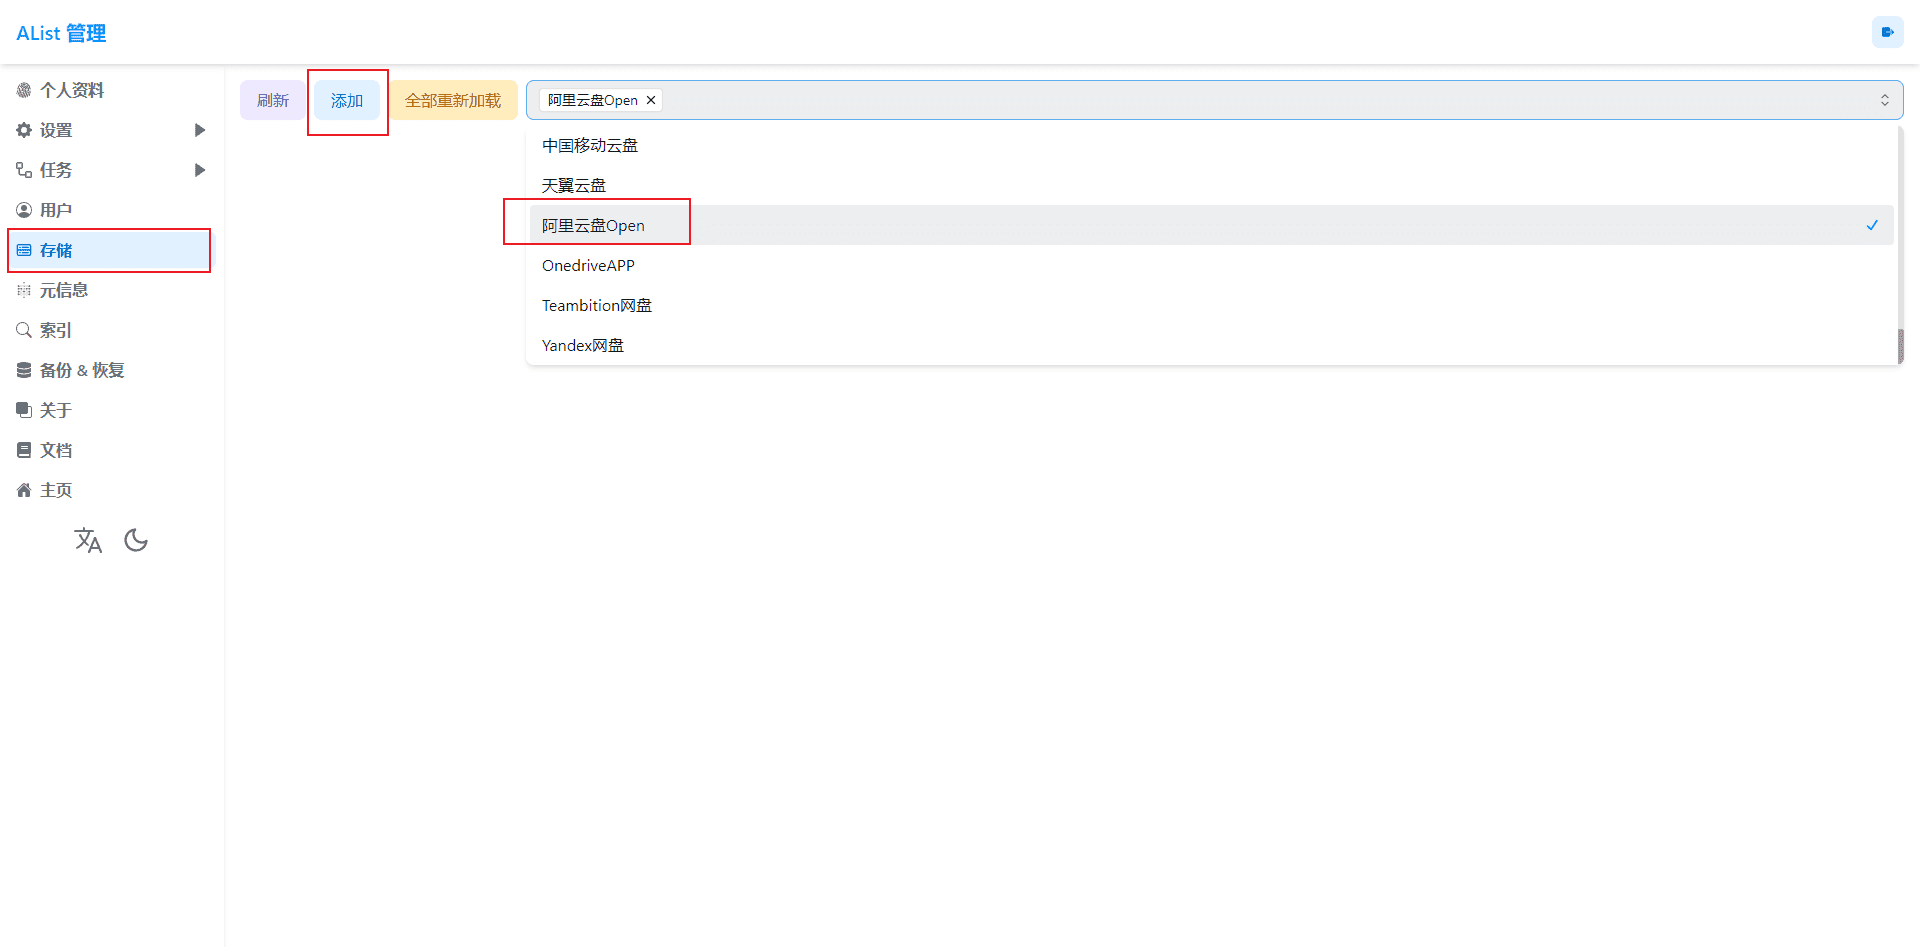 AList 管理
个人资料
设置
任务
用户
存储
元信息
索引
备份 & 恢复
关于
文档
主页
刷新
添加
全部重新加载
阿里云盘Open
中国移动云盘
天翼云盘
阿里云盘Open
OnedriveAPP
Teambition网盘
Yandex网盘